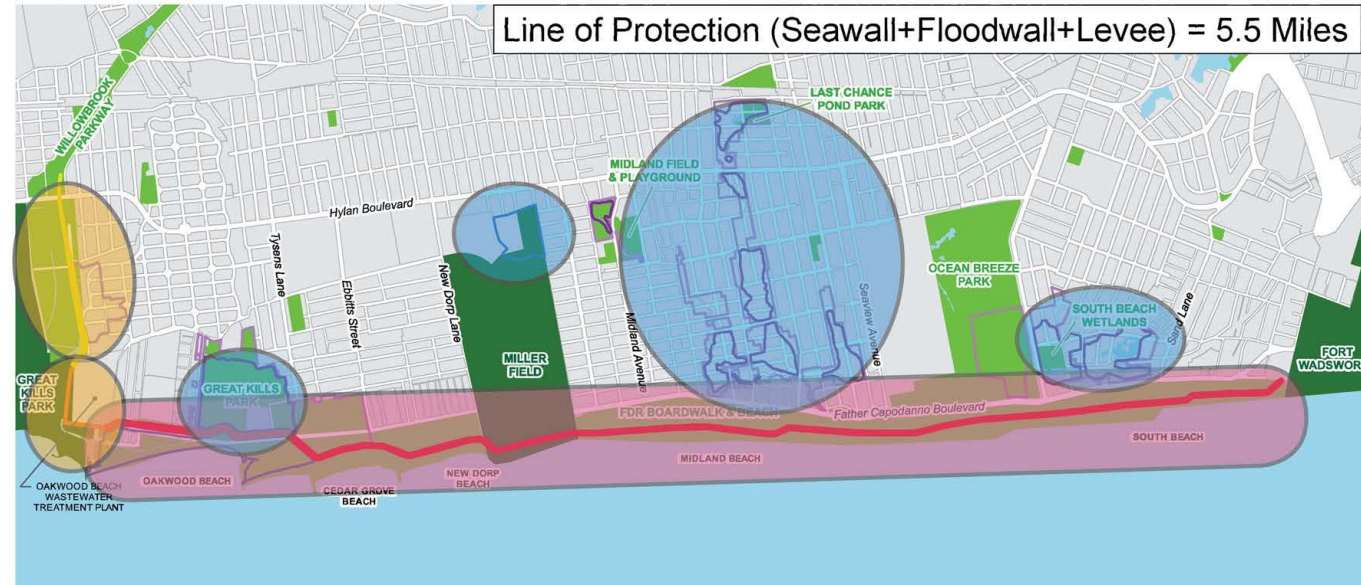 Line of Protection (Seawall+Floodwall+Levee) = 5.5 Miles
WILLOWBROOK
PARKWAY
LAST CHANCE
POND PARK
MIDLAND FIELD
& PLAYGROUND
Hylan Boulevard
Tysens Lane
Ebbitts Street
New Dorp Lane
Midland Avenue
Seaview Avenue
OCEAN BREEZE
PARK
SOUTH BEACH
WETLANDS
Sand Lane
FORT
WADSWOR
MILLER
FIELD
GREAT
KILLS
PARK
GREAT KILLS
PARK
FDR BOARDWALK & BEACH
Father Capodanno Boulevard
SOUTH BEACH
MIDLAND BEACH
NEW DORP
BEACH
OAKWOOD BEACH
CEDAR GROVE
BEACH
OAKWOOD BEACH
WASTEWATER
TREATMENT PLANT